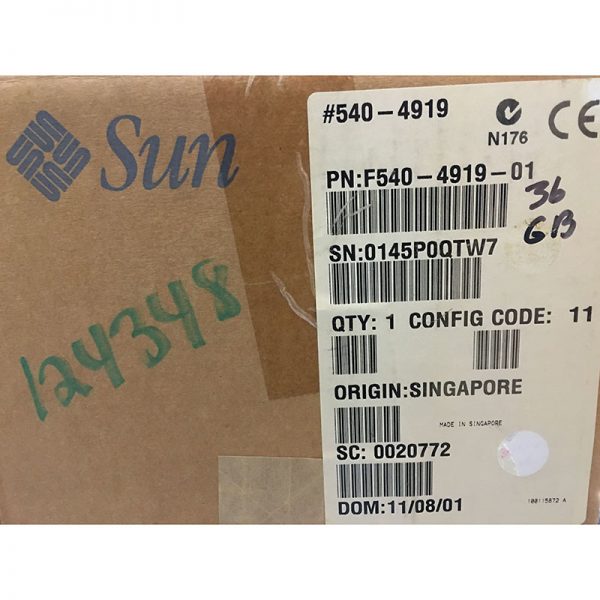 Sun
124348
#540-4919
N176
CE
PN:F540-4919-01
36
GB
SN:0145P0QTW7
QTY: 1 CONFIG CODE: 11
ORIGIN:SINGAPORE
MADE IN SINGAPORE
SC: 0020772
DOM:11/08/01
100115872 A